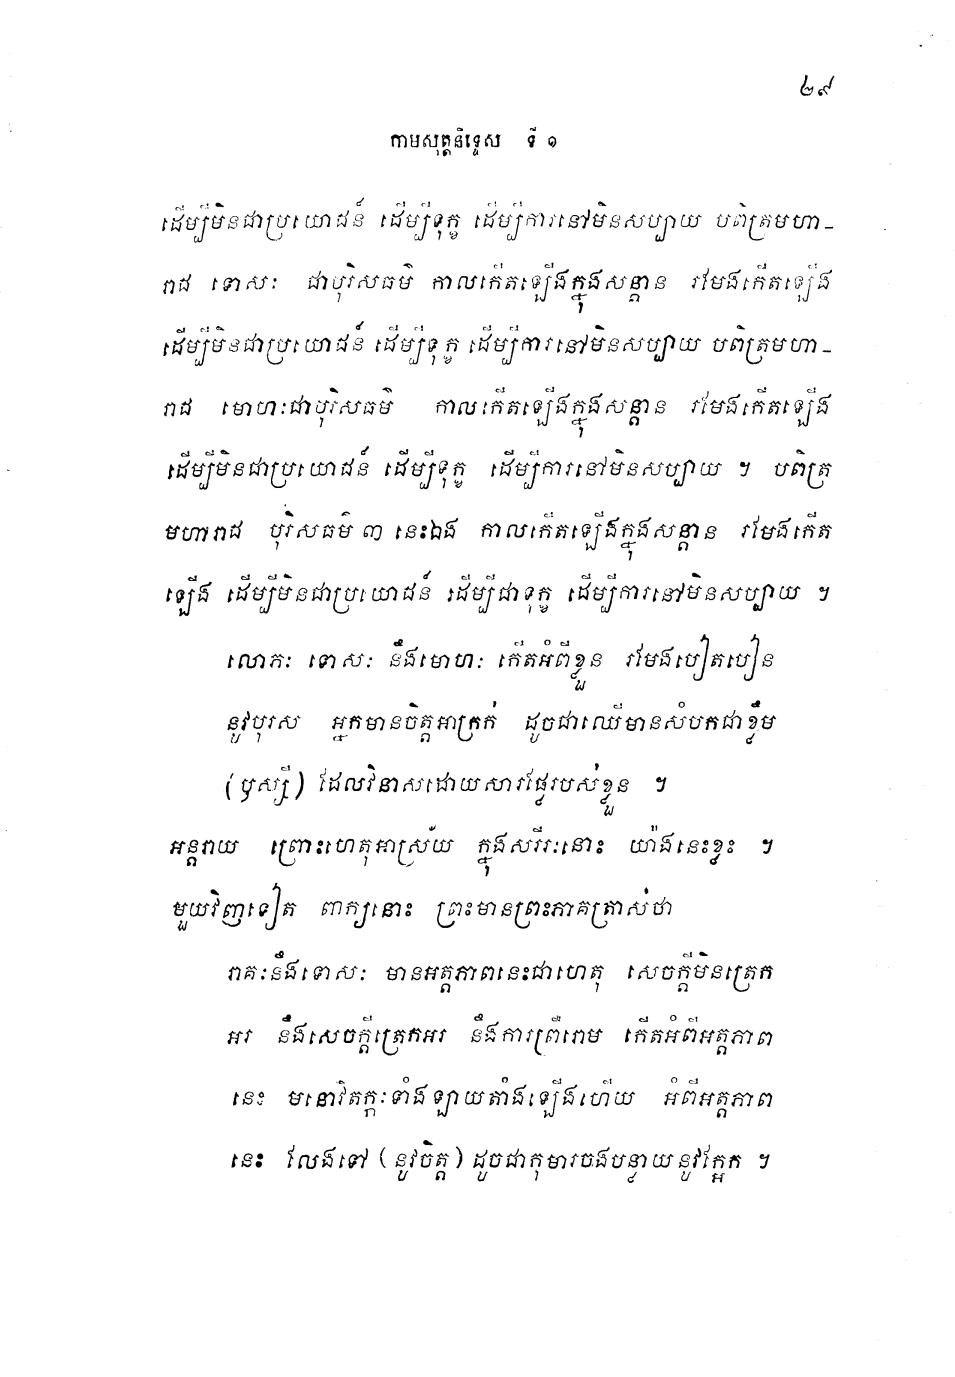 ២៩
កាមសុត្តនិទ្ទេស ទី ១
ដើម្បីមិនជាប្រយោជន៍ ដើម្បីទុក្ខ ដើម្បីការនៅមិនសប្បាយ បពិត្រមហា-
រាជ ទោសៈ ជាបុរិសធម៌ កាលកើតឡើងក្នុងសន្តាន រមែងកើតឡើង
ដើម្បីមិនជាប្រយោជន៍ ដើម្បីទុក្ខ ដើម្បីការនៅមិនសប្បាយ បពិត្រមហា-
រាជ មោហៈជាបុរិសធម៌ កាលកើតឡើងក្នុងសន្តាន រមែងកើតឡើង
ដើម្បីមិនជាប្រយោជន៍ ដើម្បីទុក្ខ ដើម្បីការនៅមិនសប្បាយ ។ បពិត្រ
មហារាជ បុរិសធម៌ ៣ នេះឯង កាលកើតឡើងក្នុងសន្តាន រមែងកើត
ឡើង ដើម្បីមិនជាប្រយោជន៍ ដើម្បីជាទុក្ខ ដើម្បីការនៅមិនសប្បាយ ។
លោភៈ ទោសៈ នឹងមោហៈ កើតអំពីខ្លួន រមែងបៀតបៀន
នូវបុរស អ្នកមានចិត្តអាក្រក់ ដូចជាឈើមានសំបកជាខ្លឹម
(ឫស្សី) ដែលវិនាសដោយសារផ្លែរបស់ខ្លួន ។
អន្តរាយ ព្រោះហេតុអាស្រ័យ ក្នុងសរីរៈនោះ យ៉ាងនេះខ្លះ ។
មួយវិញទៀត ពាក្យនោះ ព្រះមានព្រះភាគត្រាស់ថា
រាគៈនឹងទោសៈ មានអត្តភាពនេះជាហេតុ សេចក្តីមិនត្រេក
អរ នឹងសេចក្តីត្រេកអរ នឹងការព្រឺរោម កើតអំពីអត្តភាព
នេះ មនោវិតក្កៈទាំងឡាយតាំងឡើងហើយ អំពីអត្តភាព
នេះ លែងទៅ (នូវចិត្ត) ដូចជាកុមារចងបន្ទាយនូវក្អែក ។